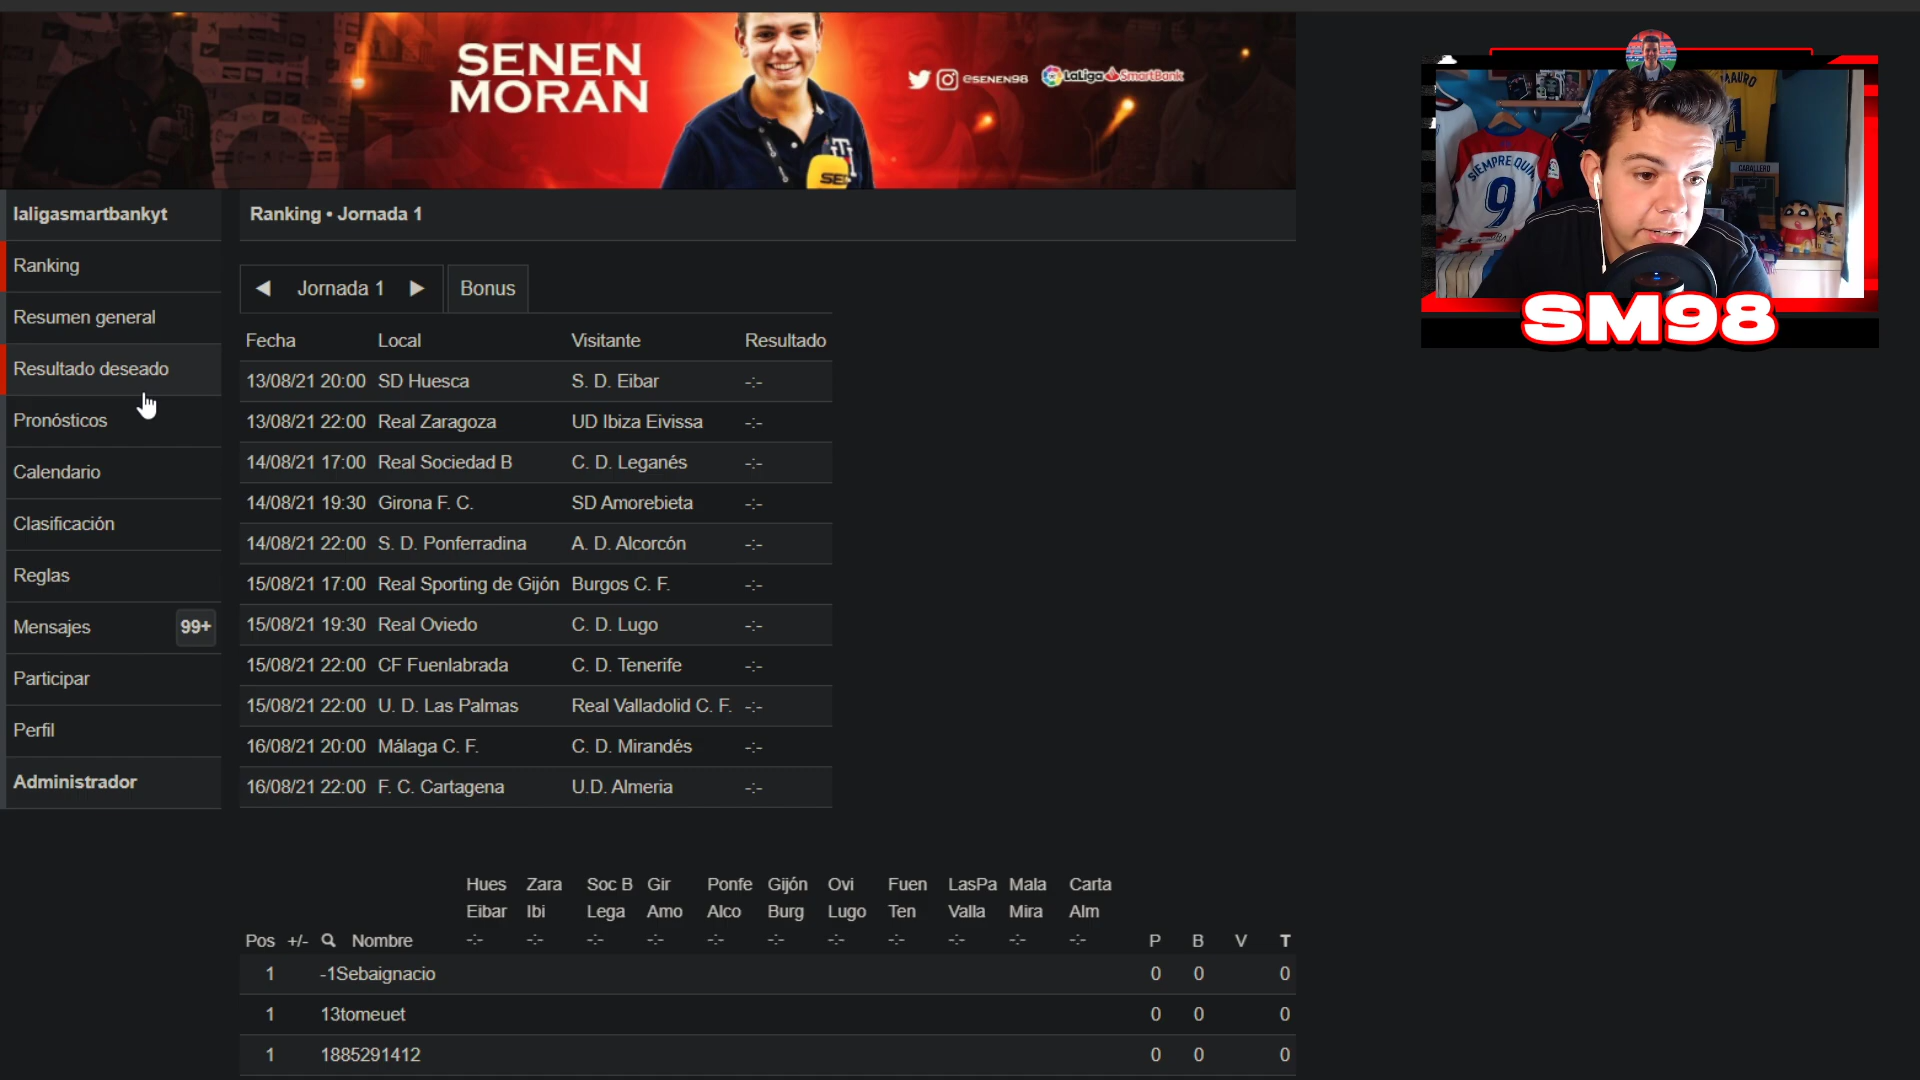 SENEN
MORAN
@SENEN98
LaLiga SmartBank
SER
MAURO
4
SIEMPRE QUINI
9
CABALLERO
SM98
laligasmartbankyt
Ranking
Resumen general
Resultado deseado
Pronósticos
Calendario
Clasificación
Reglas
Mensajes 99+
Participar
Perfil
Administrador
Ranking • Jornada 1
◀ Jornada 1 ▶ Bonus
Fecha Local Visitante Resultado
13/08/21 20:00 SD Huesca S. D. Eibar -:-
13/08/21 22:00 Real Zaragoza UD Ibiza Eivissa -:-
14/08/21 17:00 Real Sociedad B C. D. Leganés -:-
14/08/21 19:30 Girona F. C. SD Amorebieta -:-
14/08/21 22:00 S. D. Ponferradina A. D. Alcorcón -:-
15/08/21 17:00 Real Sporting de Gijón Burgos C. F. -:-
15/08/21 19:30 Real Oviedo C. D. Lugo -:-
15/08/21 22:00 CF Fuenlabrada C. D. Tenerife -:-
15/08/21 22:00 U. D. Las Palmas Real Valladolid C. F. -:-
16/08/21 20:00 Málaga C. F. C. D. Mirandés -:-
16/08/21 22:00 F. C. Cartagena U.D. Almeria -:-
Hues Zara Soc B Gir Ponfe Gijón Ovi Fuen LasPa Mala Carta
Eibar Ibi Lega Amo Alco Burg Lugo Ten Valla Mira Alm
Pos +/- Nombre -:- -:- -:- -:- -:- -:- -:- -:- -:- -:- -:- P B V T
1 -1Sebaignacio 0 0 0
1 13tomeuet 0 0 0
1 1885291412 0 0 0